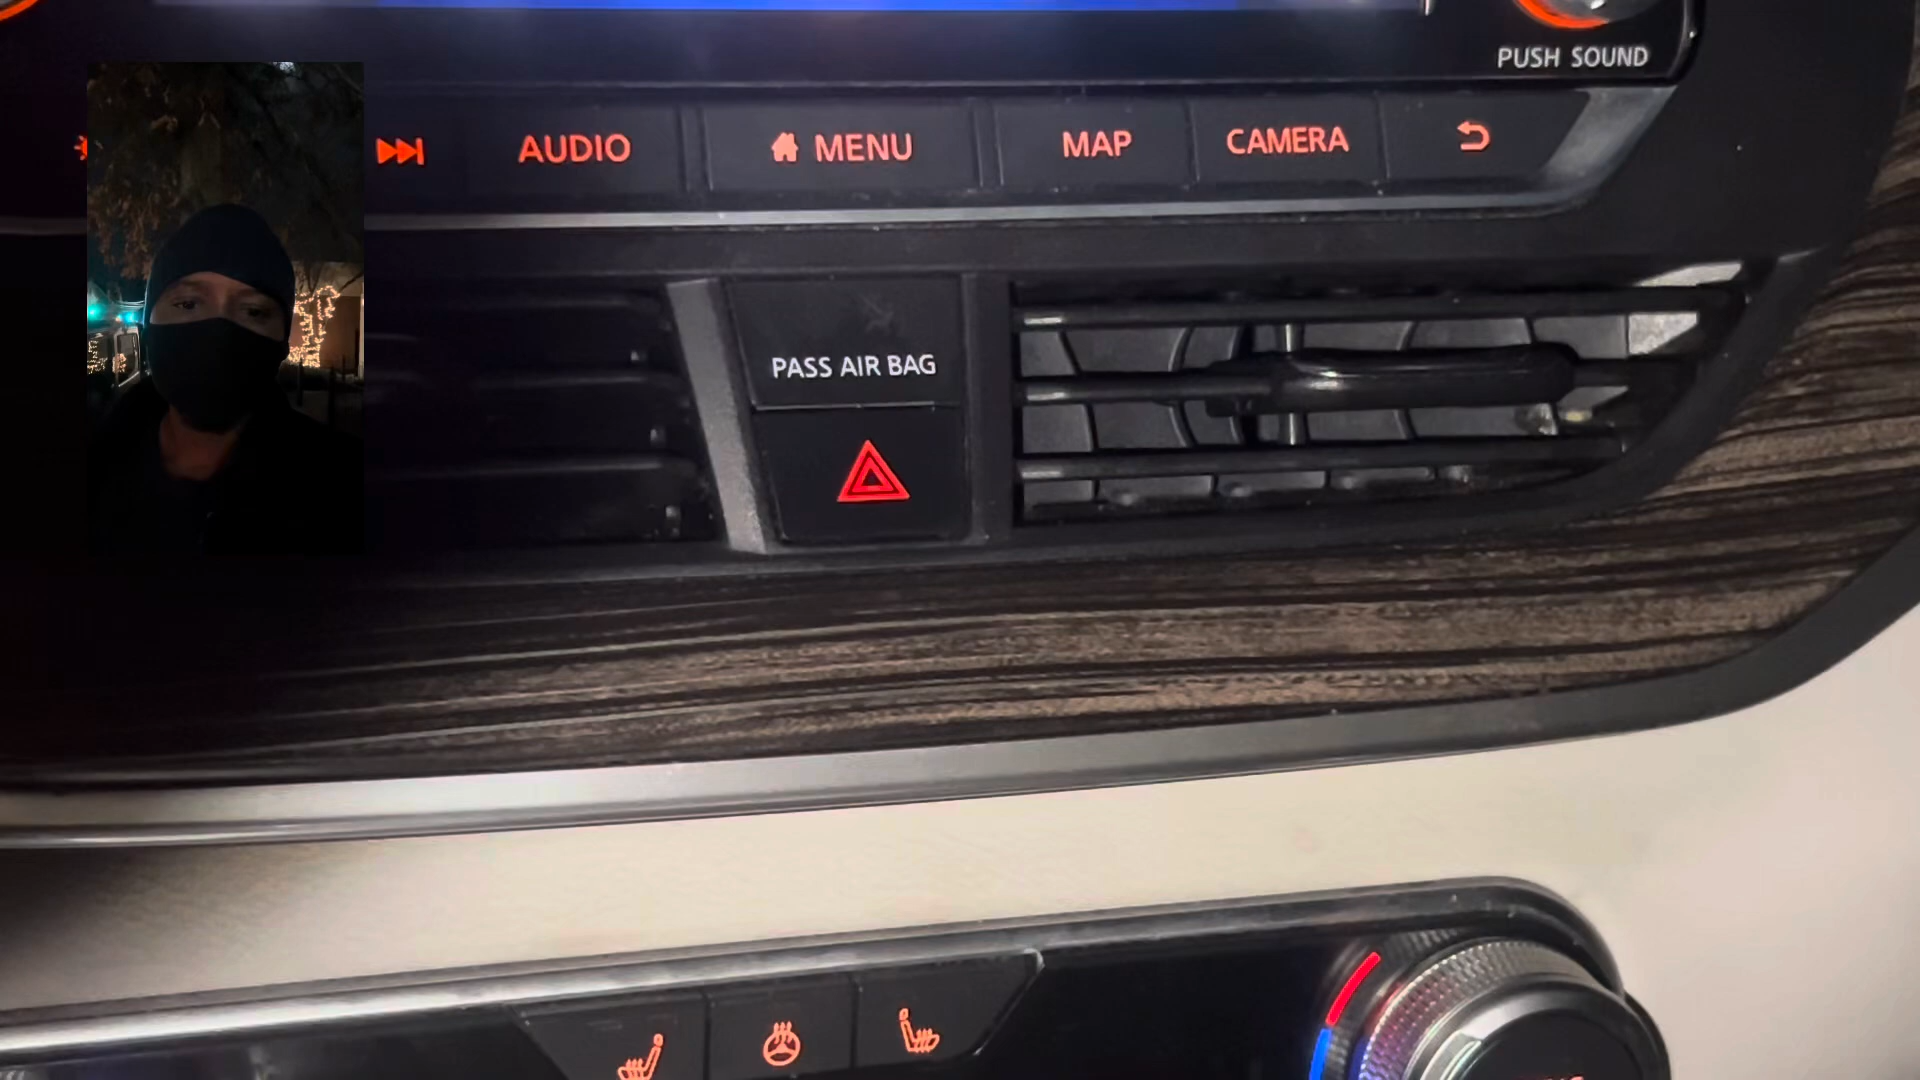 PUSH SOUND
AUDIO
MENU
MAP
CAMERA
PASS AIR BAG